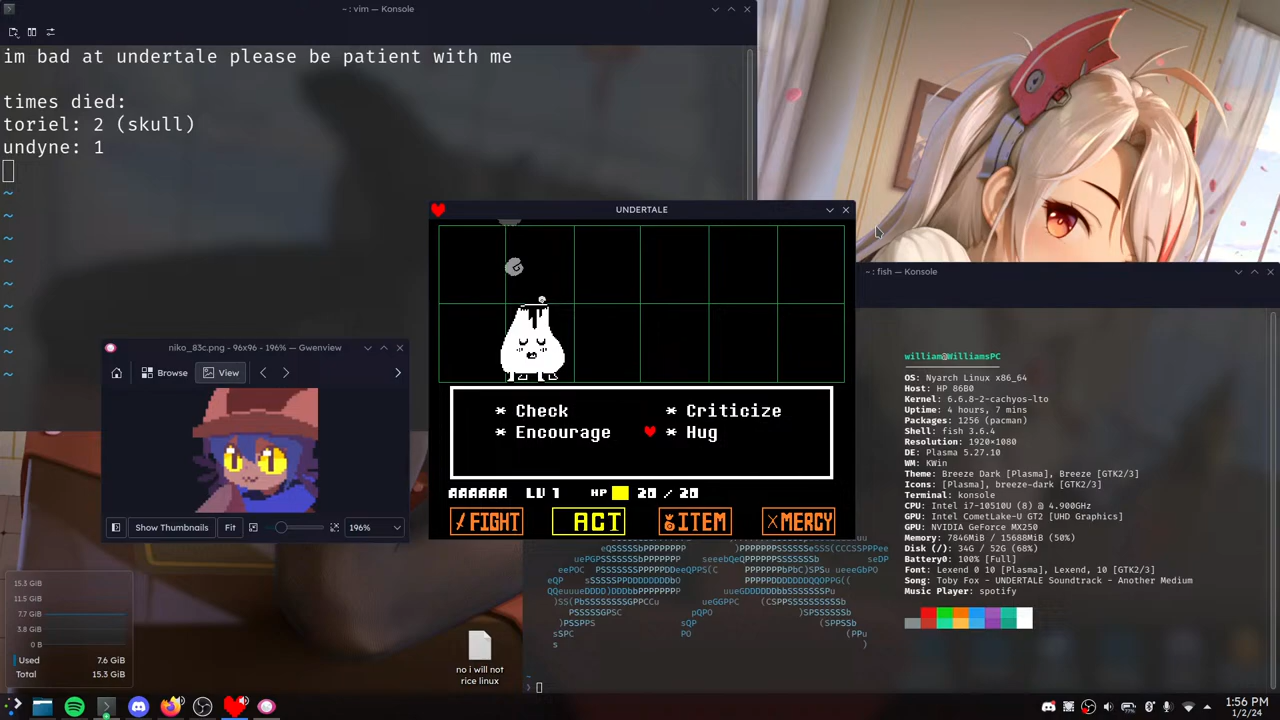 ~ : vim — Konsole
im bad at undertale please be patient with me
times died:
toriel: 2 (skull)
undyne: 1
~
~
~
~
~
~
~
~
~
UNDERTALE
* Check
* Criticize
* Encourage
* Hug
AAAAAA LV 1 HP 20 / 20
FIGHT
ACT
ITEM
MERCY
niko_83c.png - 96x96 - 196% — Gwenview
Browse
View
Show Thumbnails
Fit
196%
~ : fish — Konsole
william@WilliamsPC
OS: Nyarch Linux x86_64
Host: HP 86B0
Kernel: 6.6.8-2-cachyos-lto
Uptime: 4 hours, 7 mins
Packages: 1256 (pacman)
Shell: fish 3.6.4
Resolution: 1920×1080
DE: Plasma 5.27.10
WM: KWin
Theme: Breeze Dark [Plasma], Breeze [GTK2/3]
Icons: [Plasma], breeze-dark [GTK2/3]
Terminal: konsole
CPU: Intel i7-10510U (8) @ 4.900GHz
GPU: Intel CometLake-U GT2 [UHD Graphics]
GPU: NVIDIA GeForce MX250
Memory: 7846MiB / 15688MiB (50%)
Disk (/): 34G / 52G (68%)
Battery0: 100% [Full]
Font: Lexend 0 10 [Plasma], Lexend, 10 [GTK2/3]
Song: Toby Fox - UNDERTALE Soundtrack - Another Medium
Music Player: spotify
15.3 GiB
11.5 GiB
7.7 GiB
3.8 GiB
0 B
Used 7.6 GiB
Total 15.3 GiB
no i will not
rice linux
1:56 PM
1/2/24